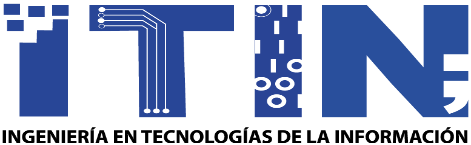 ITIN;
INGENIERÍA EN TECNOLOGÍAS DE LA INFORMACIÓN